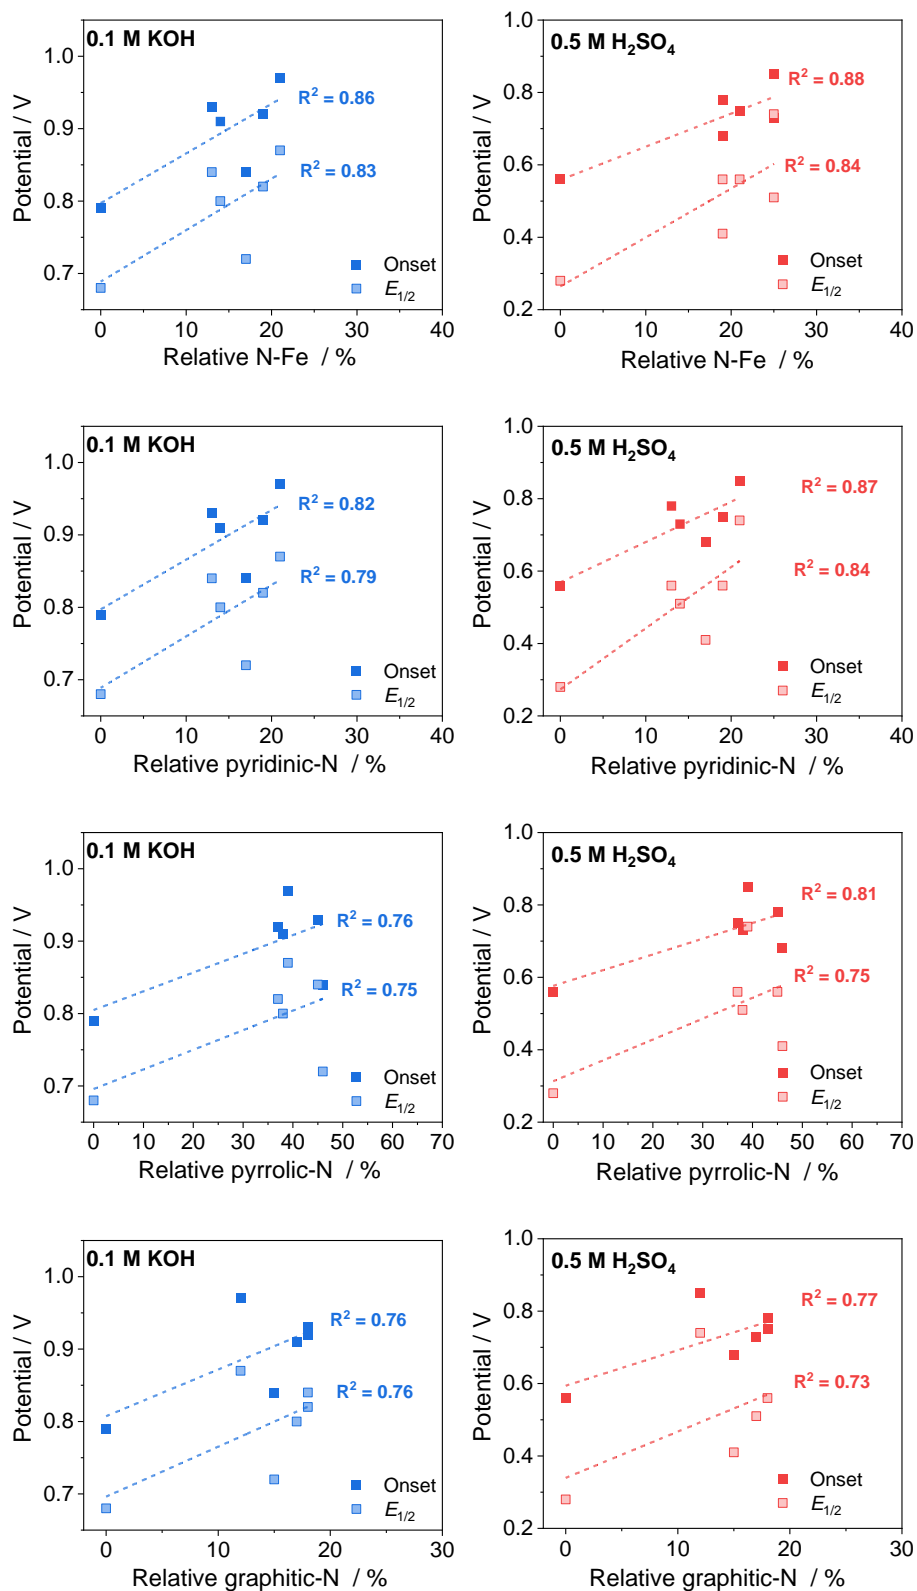 0.1 M KOH
1.0
0.9
0.8
0.7
Potential / V
R² = 0.86
R² = 0.83
Onset
E1/2
0 10 20 30 40
Relative N-Fe / %
0.5 M H₂SO₄
1.0
0.8
0.6
0.4
0.2
Potential / V
R² = 0.88
R² = 0.84
Onset
E1/2
0 10 20 30 40
Relative N-Fe / %
0.1 M KOH
1.0
0.9
0.8
0.7
Potential / V
R² = 0.82
R² = 0.79
Onset
E1/2
0 10 20 30 40
Relative pyridinic-N / %
0.5 M H₂SO₄
1.0
0.8
0.6
0.4
0.2
Potential / V
R² = 0.87
R² = 0.84
Onset
E1/2
0 10 20 30 40
Relative pyridinic-N / %
0.1 M KOH
1.0
0.9
0.8
0.7
Potential / V
R² = 0.76
R² = 0.75
Onset
E1/2
0 10 20 30 40 50 60 70
Relative pyrrolic-N / %
0.5 M H₂SO₄
1.0
0.8
0.6
0.4
0.2
Potential / V
R² = 0.81
R² = 0.75
Onset
E1/2
0 10 20 30 40 50 60 70
Relative pyrrolic-N / %
0.1 M KOH
1.0
0.9
0.8
0.7
Potential / V
R² = 0.76
R² = 0.76
Onset
E1/2
0 10 20 30
Relative graphitic-N / %
0.5 M H₂SO₄
1.0
0.8
0.6
0.4
0.2
Potential / V
R² = 0.77
R² = 0.73
Onset
E1/2
0 10 20 30
Relative graphitic-N / %